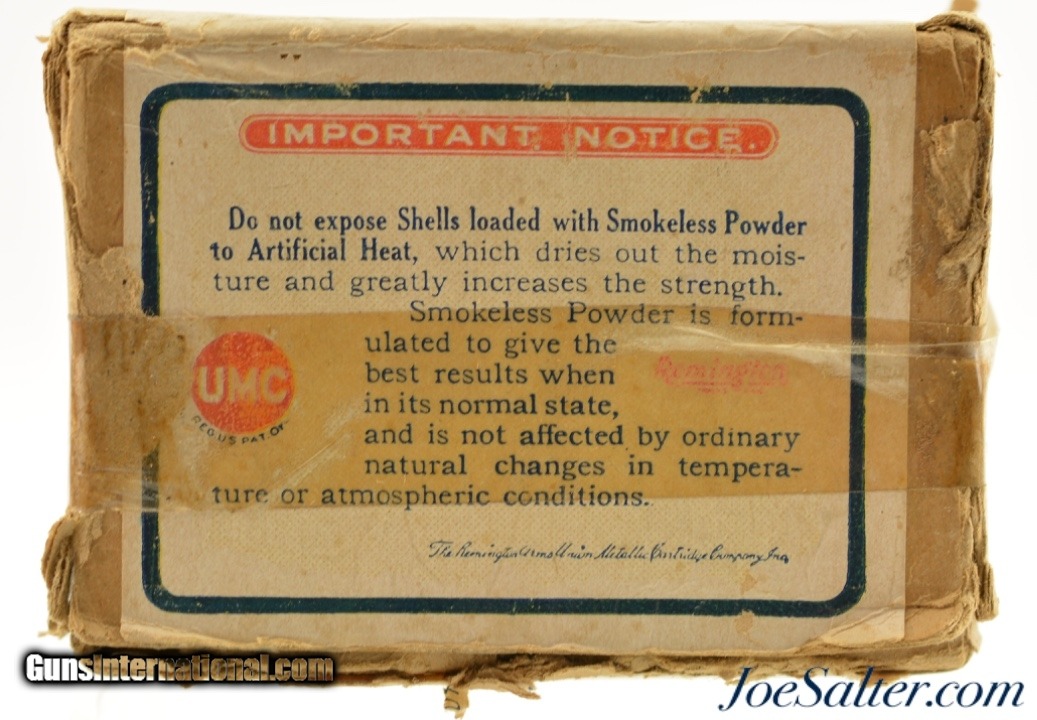 IMPORTANT NOTICE.
Do not expose Shells loaded with Smokeless Powder
to Artificial Heat, which dries out the mois-
ture and greatly increases the strength.
Smokeless Powder is form-
ulated to give the
best results when
in its normal state,
and is not affected by ordinary
natural changes in tempera-
ture or atmospheric conditions.
UMC
REG. US PAT. OF
Remington
The Remington Arms Union Metallic Cartridge Company Inc
GunsInternational.com
JoeSalter.com